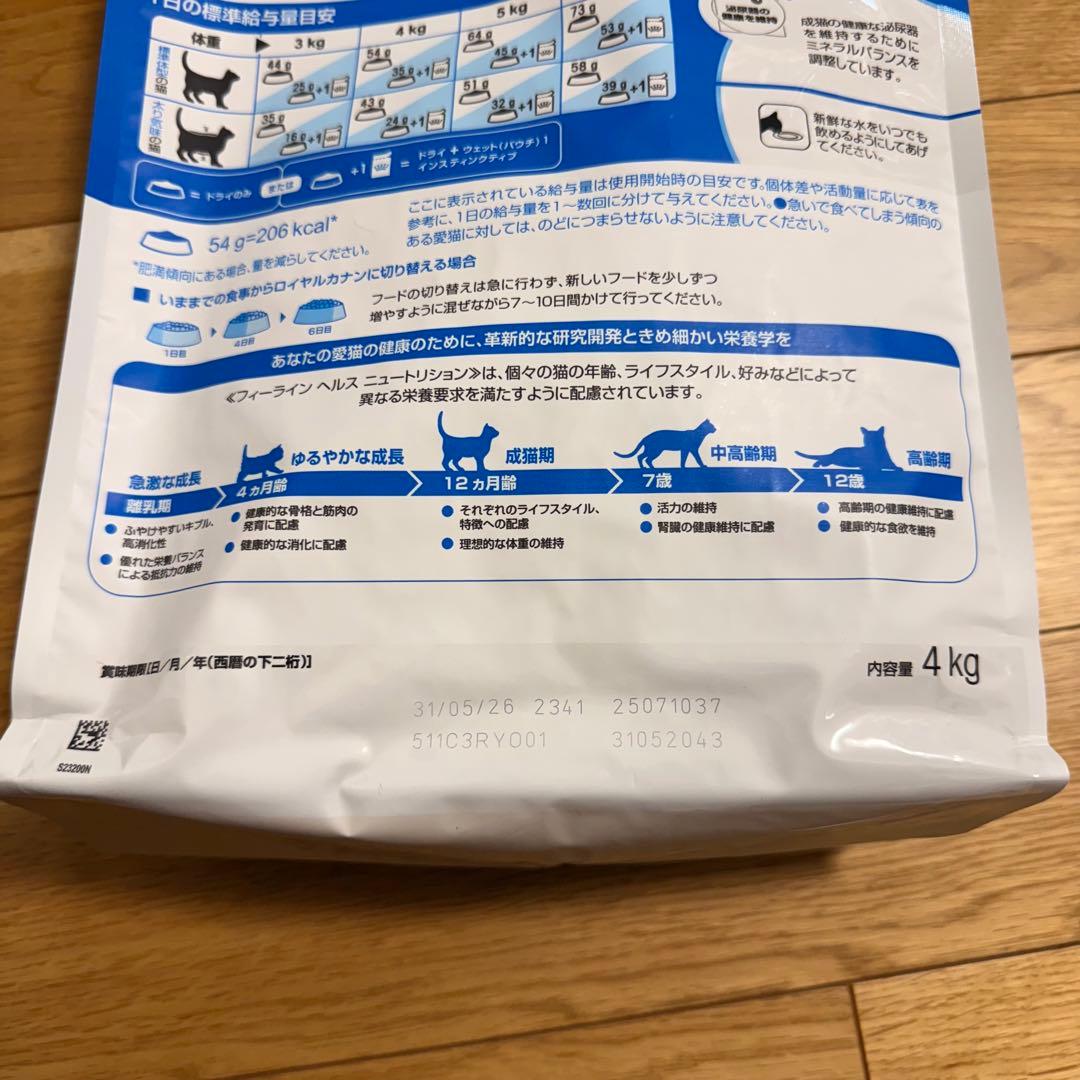 1日の標準給与量目安
体重 ▶ 3 kg 4 kg 5 kg
標準体型の猫
44 g 25 g+1 54 g 35 g+1 64 g 45 g+1 73 g 53 g+1
太り気味の猫
35 g 16 g+1 43 g 24 g+1 51 g 32 g+1 58 g 39 g+1
= ドライのみ または +1 = ドライ + ウェット(パウチ) 1
インスティンクティブ
泌尿器の
健康を維持
成猫の健康な泌尿器
を維持するために
ミネラルバランスを
調整しています。
新鮮な水をいつでも
飲めるようにしてあげ
てください。
54 g=206 kcal*
*肥満傾向にある場合、量を減らしてください。
ここに表示されている給与量は使用開始時の目安です。個体差や活動量に応じて表を
参考に、1日の給与量を1〜数回に分けて与えてください。●急いで食べてしまう傾向の
ある愛猫に対しては、のどにつまらせないように注意してください。
■ いままでの食事からロイヤルカナンに切り替える場合
1日目 4日目 6日目
フードの切り替えは急に行わず、新しいフードを少しずつ
増やすように混ぜながら7〜10日間かけて行ってください。
あなたの愛猫の健康のために、革新的な研究開発ときめ細かい栄養学を
≪フィーライン ヘルス ニュートリション≫は、個々の猫の年齢、ライフスタイル、好みなどによって
異なる栄養要求を満たすように配慮されています。
急激な成長
離乳期
● ふやけやすいキブル、
高消化性
● 優れた栄養バランス
による抵抗力の維持
ゆるやかな成長
4ヵ月齢
● 健康的な骨格と筋肉の
発育に配慮
● 健康的な消化に配慮
成猫期
12ヵ月齢
● それぞれのライフスタイル、
特徴への配慮
● 理想的な体重の維持
中高齢期
7歳
● 活力の維持
● 腎臓の健康維持に配慮
高齢期
12歳
● 高齢期の健康維持に配慮
● 健康的な食欲を維持
賞味期限[日/月/年(西暦の下二桁)]
内容量 4 kg
31/05/26 2341 25071037
511C3RYO01 31052043
S23200N